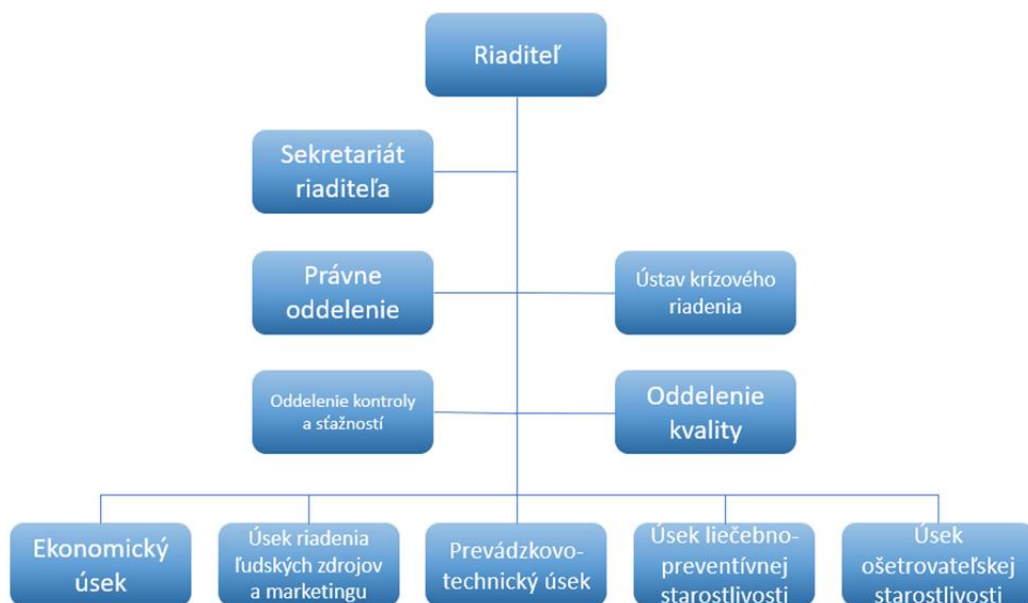 Riaditeľ
Sekretariát
riaditeľa
Právne
oddelenie
Ústav krízového
riadenia
Oddelenie kontroly
a sťažností
Oddelenie
kvality
Ekonomický
úsek
Úsek riadenia
ľudských zdrojov
a marketingu
Prevádzkovo-
technický úsek
Úsek liečebno-
preventívnej
starostlivosti
Úsek
ošetrovateľskej
starostlivosti